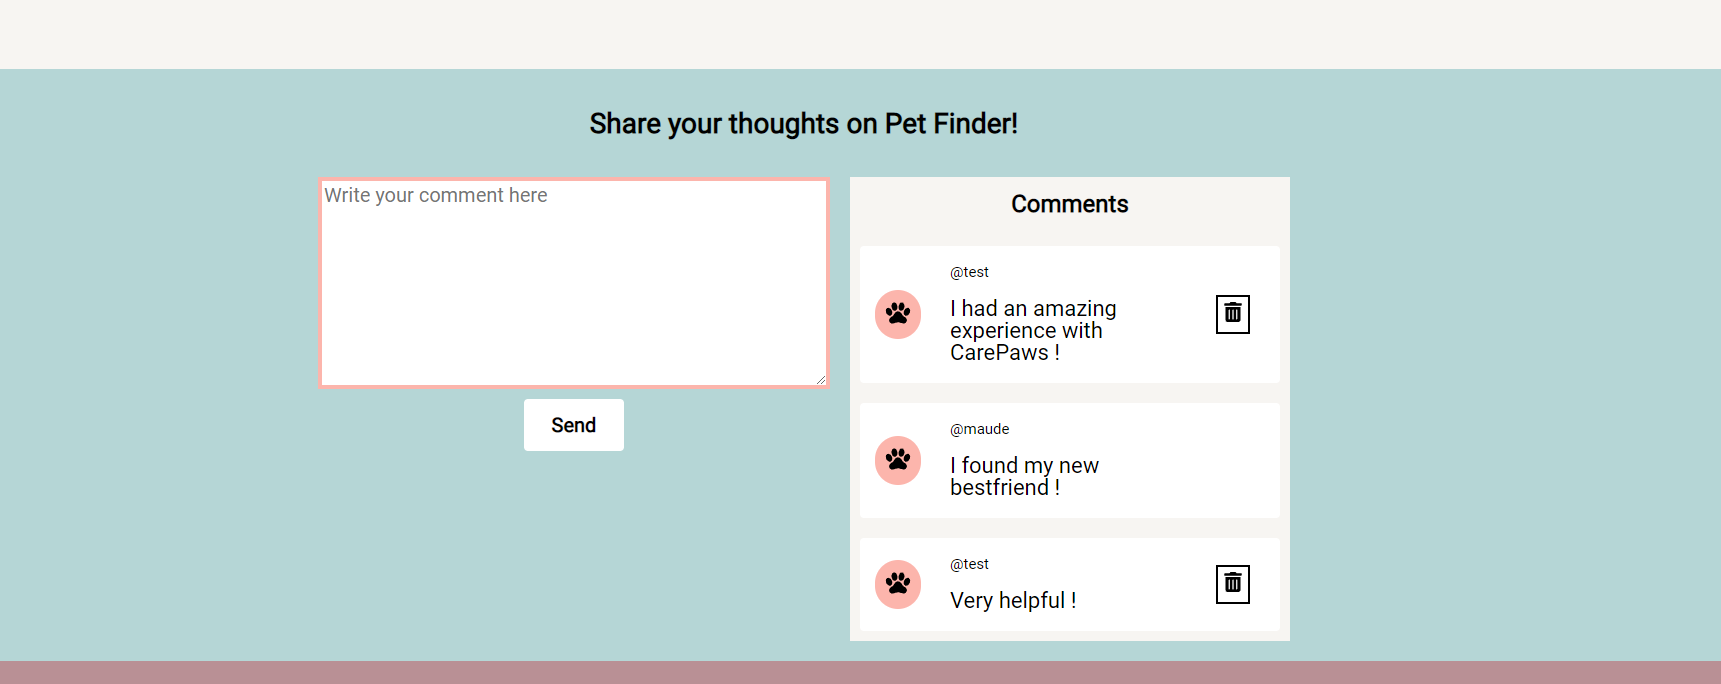 Share your thoughts on Pet Finder!
Write your comment here
Send
Comments
@test
I had an amazing
experience with
CarePaws !
@maude
I found my new
bestfriend !
@test
Very helpful !